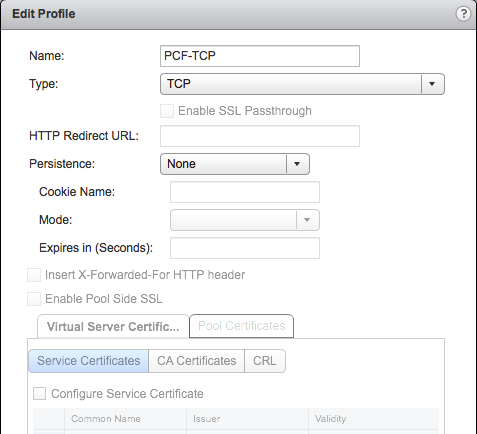 Edit Profile ?
Name: PCF-TCP
Type: TCP
Enable SSL Passthrough
HTTP Redirect URL:
Persistence: None
Cookie Name:
Mode:
Expires in (Seconds):
Insert X-Forwarded-For HTTP header
Enable Pool Side SSL
Virtual Server Certific... Pool Certificates
Service Certificates CA Certificates CRL
Configure Service Certificate
Common Name Issuer Validity